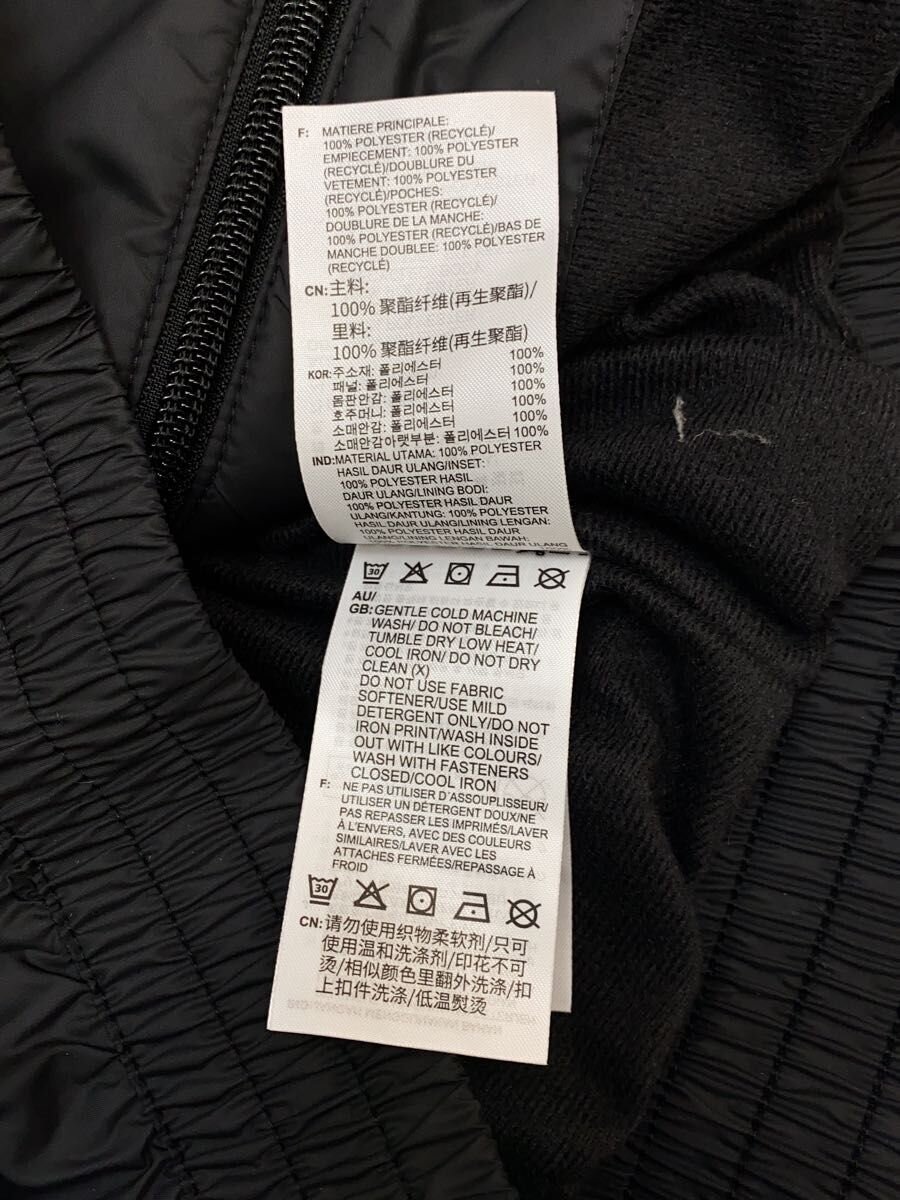 F: MATIERE PRINCIPALE:
100% POLYESTER (RECYCLÉ)/
EMPIECEMENT: 100% POLYESTER
(RECYCLÉ)/DOUBLURE DU
VETEMENT: 100% POLYESTER
(RECYCLÉ)/POCHES:
100% POLYESTER (RECYCLÉ)/
DOUBLURE DE LA MANCHE:
100% POLYESTER (RECYCLÉ)/BAS DE
MANCHE DOUBLEE: 100% POLYESTER
(RECYCLÉ)
CN: 主料:
100% 聚酯纤维(再生聚酯)/
里料:
100% 聚酯纤维(再生聚酯)
KOR: 주소재: 폴리에스터 100%
패널: 폴리에스터 100%
몸판안감: 폴리에스터 100%
호주머니: 폴리에스터 100%
소매안감: 폴리에스터 100%
소매안감아랫부분: 폴리에스터 100%
IND: MATERIAL UTAMA: 100% POLYESTER
HASIL DAUR ULANG/INSET:
100% POLYESTER HASIL
DAUR ULANG/LINING BODI:
100% POLYESTER HASIL DAUR
ULANG/KANTUNG: 100% POLYESTER
HASIL DAUR ULANG/LINING LENGAN:
100% POLYESTER HASIL DAUR
ULANG/LINING LENGAN BAWAH:
100% POLYESTER HASIL DAUR ULANG
30
AU/
GB: GENTLE COLD MACHINE
WASH/ DO NOT BLEACH/
TUMBLE DRY LOW HEAT/
COOL IRON/ DO NOT DRY
CLEAN (X)
DO NOT USE FABRIC
SOFTENER/USE MILD
DETERGENT ONLY/DO NOT
IRON PRINT/WASH INSIDE
OUT WITH LIKE COLOURS/
WASH WITH FASTENERS
CLOSED/COOL IRON
F: NE PAS UTILISER D'ASSOUPLISSEUR/
UTILISER UN DÉTERGENT DOUX/NE
PAS REPASSER LES IMPRIMÉS/LAVER
À L'ENVERS, AVEC DES COULEURS
SIMILAIRES/LAVER AVEC LES
ATTACHES FERMÉES/REPASSAGE À
FROID
30
CN: 请勿使用织物柔软剂/只可
使用温和洗涤剂/印花不可
烫/相似颜色里翻外洗涤/扣
上扣件洗涤/低温熨烫